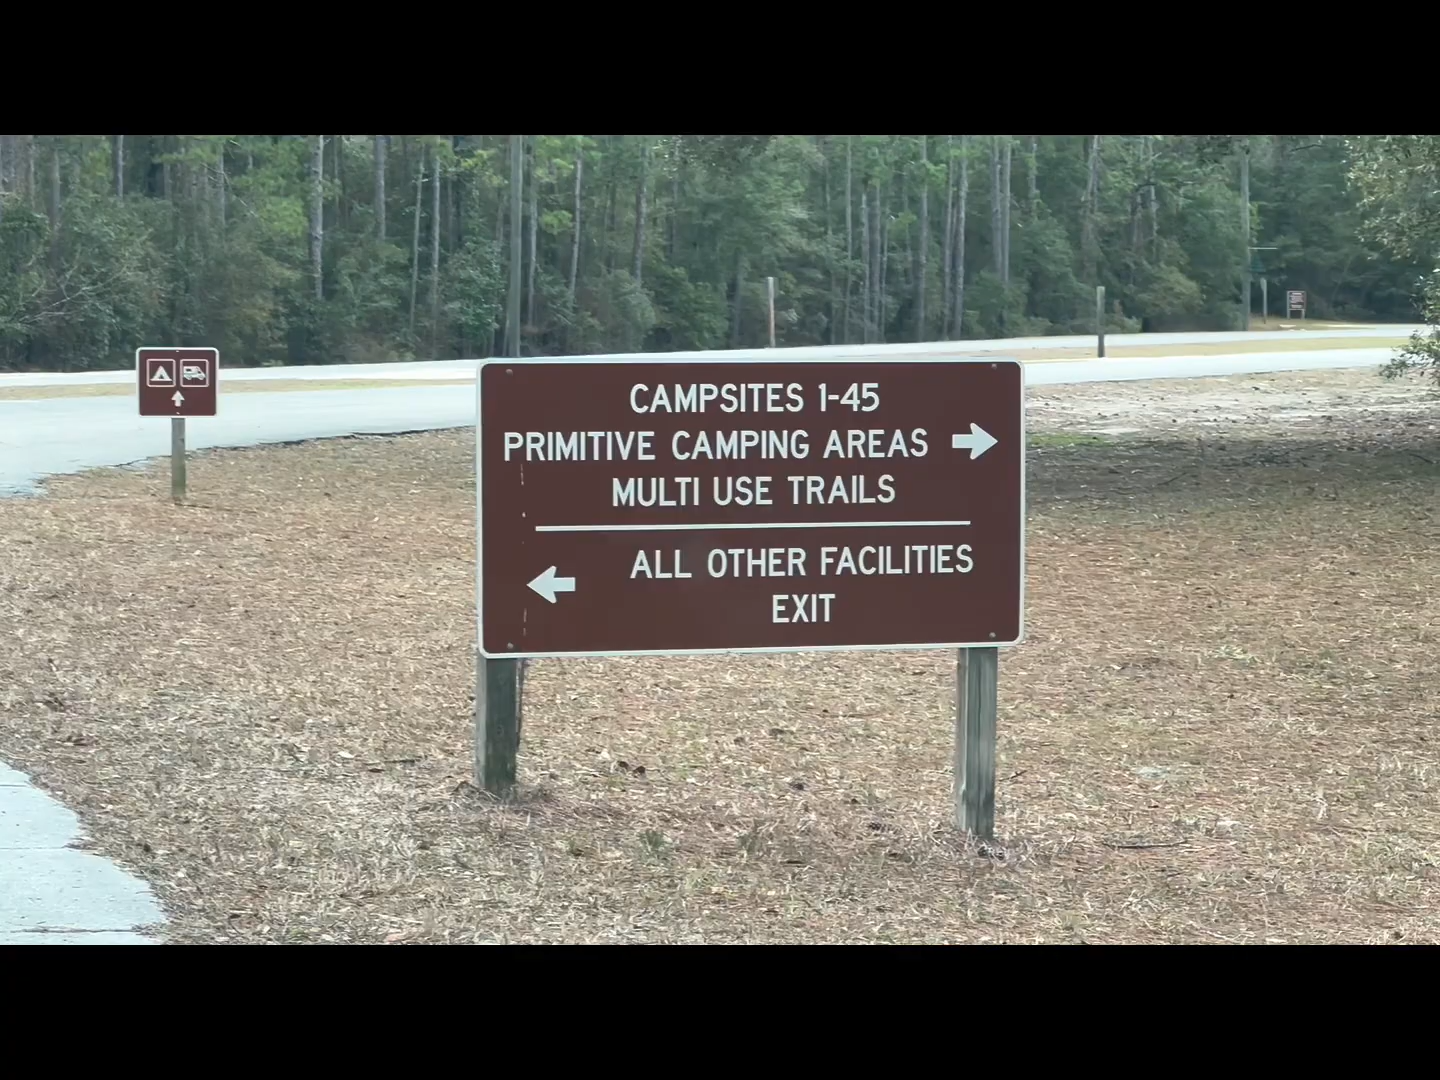 CAMPSITES 1-45
PRIMITIVE CAMPING AREAS
MULTI USE TRAILS
ALL OTHER FACILITIES
EXIT